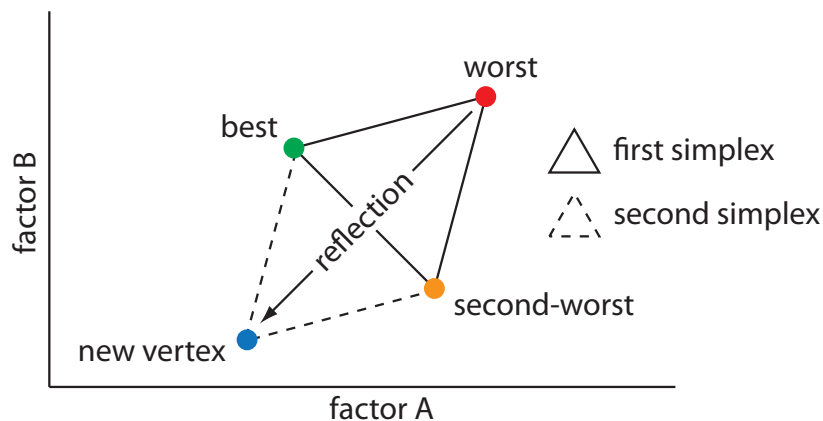 worst
best
first simplex
second simplex
factor B
reflection
second-worst
new vertex
factor A